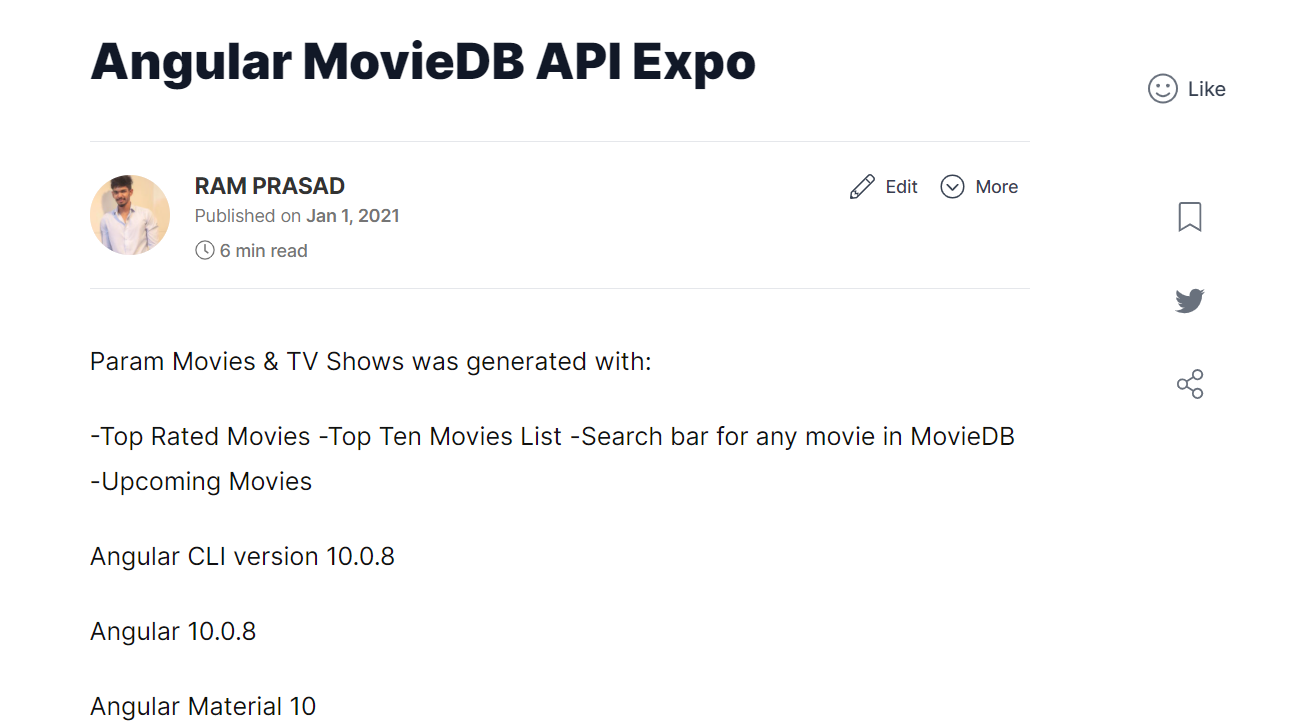 Angular MovieDB API Expo
Like
RAM PRASAD
Edit
More
Published on Jan 1, 2021
6 min read
Param Movies & TV Shows was generated with:
-Top Rated Movies -Top Ten Movies List -Search bar for any movie in MovieDB
-Upcoming Movies
Angular CLI version 10.0.8
Angular 10.0.8
Angular Material 10